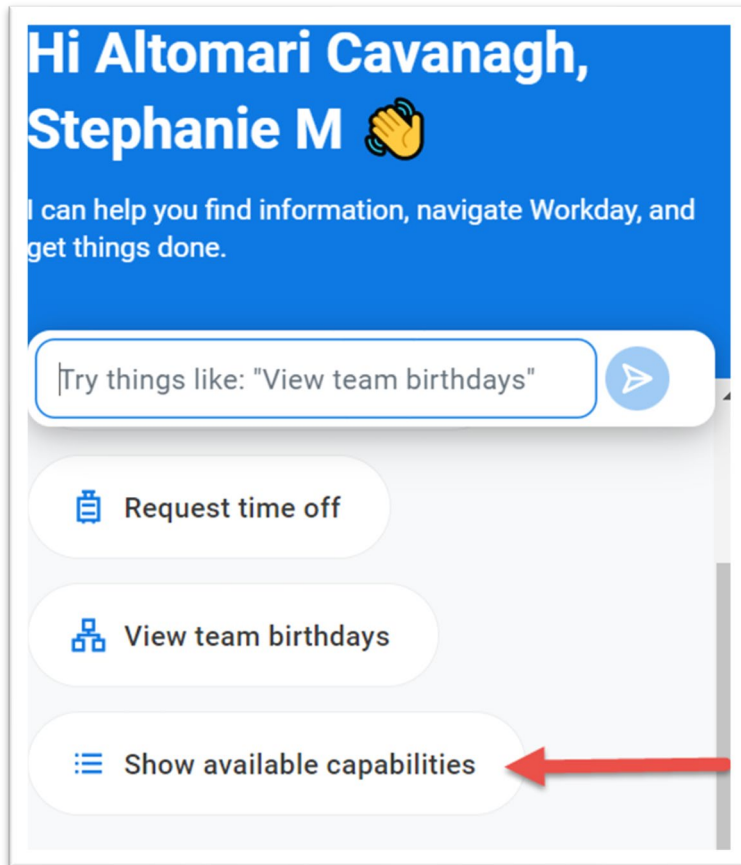 Hi Altomari Cavanagh,
Stephanie M 👋
I can help you find information, navigate Workday, and
get things done.
Try things like: "View team birthdays"
Request time off
View team birthdays
Show available capabilities